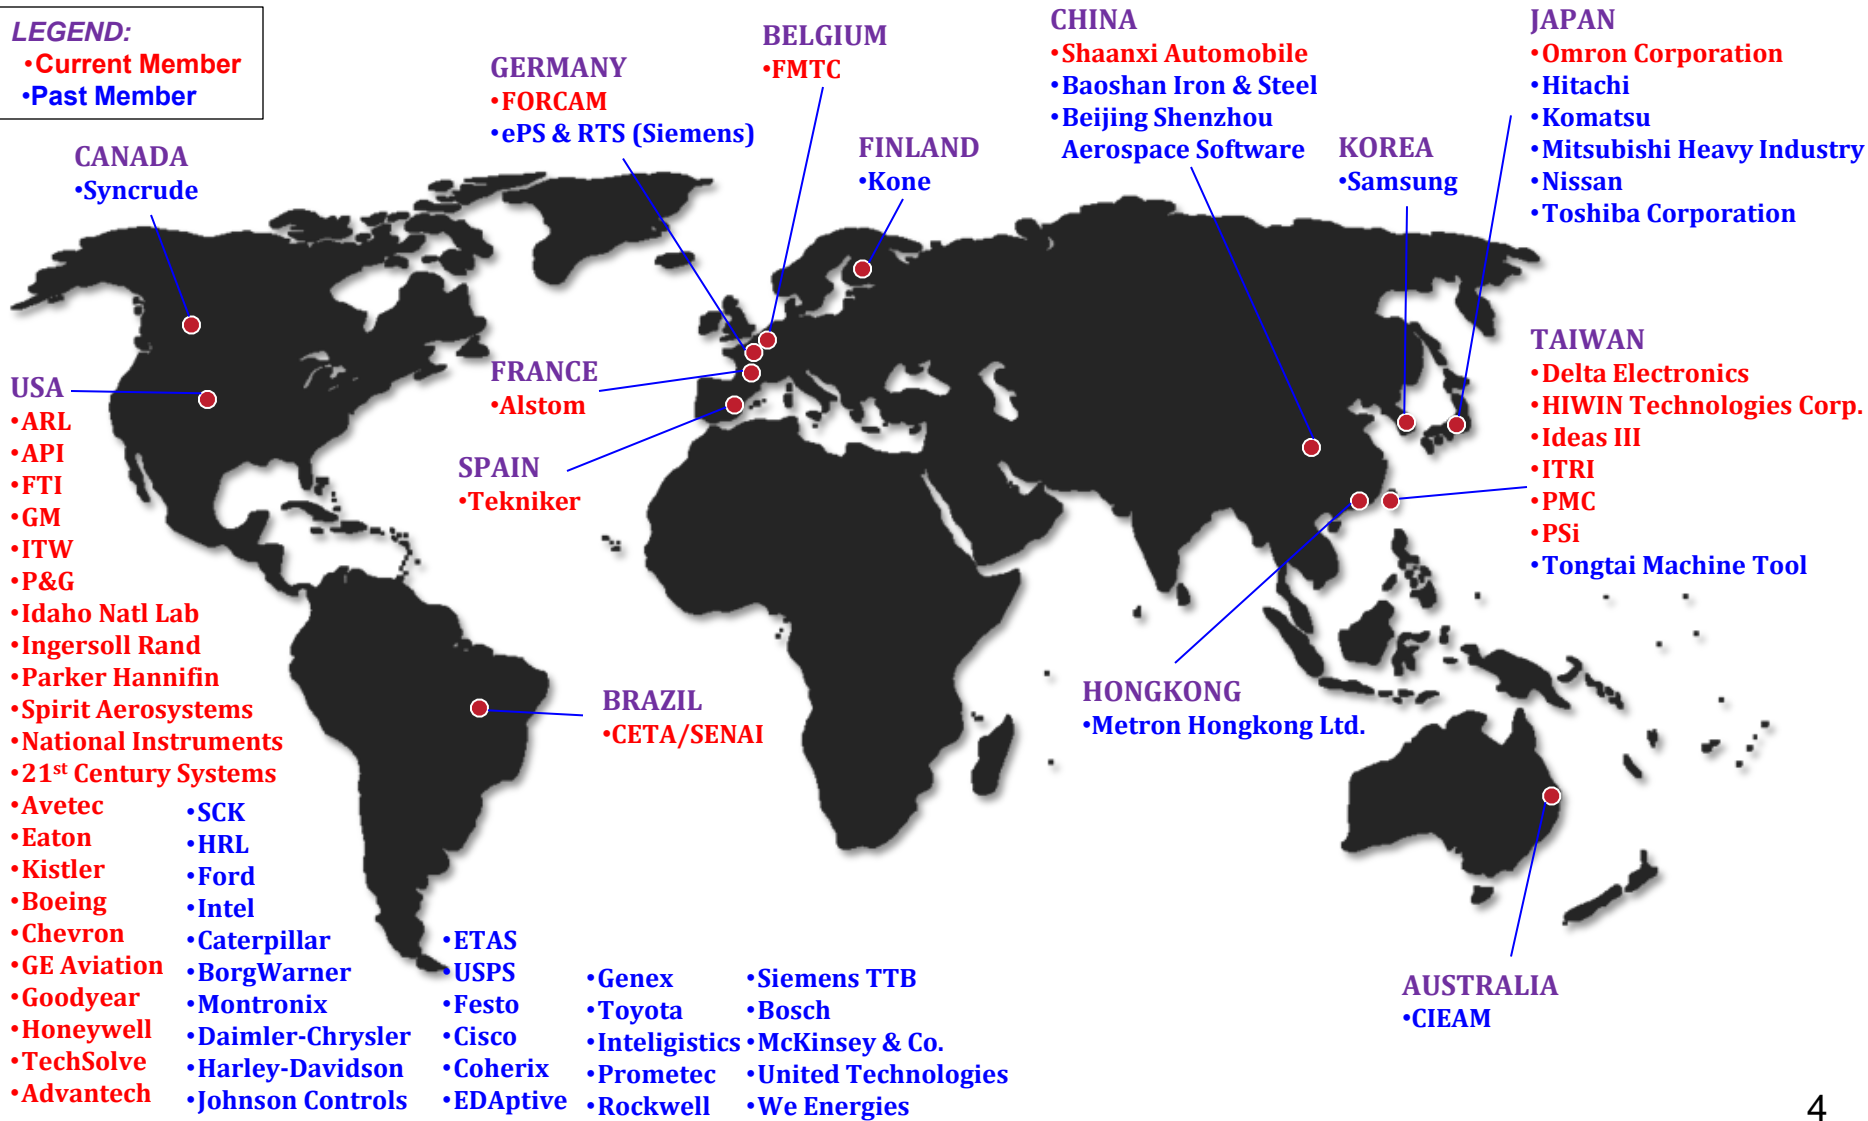 LEGEND:
•Current Member
•Past Member
CANADA
•Syncrude
GERMANY
•FORCAM
•ePS & RTS (Siemens)
BELGIUM
•FMTC
FINLAND
•Kone
CHINA
•Shaanxi Automobile
•Baoshan Iron & Steel
•Beijing Shenzhou
Aerospace Software
KOREA
•Samsung
JAPAN
•Omron Corporation
•Hitachi
•Komatsu
•Mitsubishi Heavy Industry
•Nissan
•Toshiba Corporation
FRANCE
•Alstom
SPAIN
•Tekniker
TAIWAN
•Delta Electronics
•HIWIN Technologies Corp.
•Ideas III
•ITRI
•PMC
•PSi
•Tongtai Machine Tool
BRAZIL
•CETA/SENAI
HONGKONG
•Metron Hongkong Ltd.
AUSTRALIA
•CIEAM
USA
•ARL
•API
•FTI
•GM
•ITW
•P&G
•Idaho Natl Lab
•Ingersoll Rand
•Parker Hannifin
•Spirit Aerosystems
•National Instruments
•21st Century Systems
•Avetec
•Eaton
•Kistler
•Boeing
•Chevron
•GE Aviation
•Goodyear
•Honeywell
•TechSolve
•Advantech
•SCK
•HRL
•Ford
•Intel
•Caterpillar
•BorgWarner
•Montronix
•Daimler-Chrysler
•Harley-Davidson
•Johnson Controls
•ETAS
•USPS
•Festo
•Cisco
•Coherix
•EDAptive
•Genex
•Toyota
•Inteligistics
•Prometec
•Rockwell
•Siemens TTB
•Bosch
•McKinsey & Co.
•United Technologies
•We Energies
4